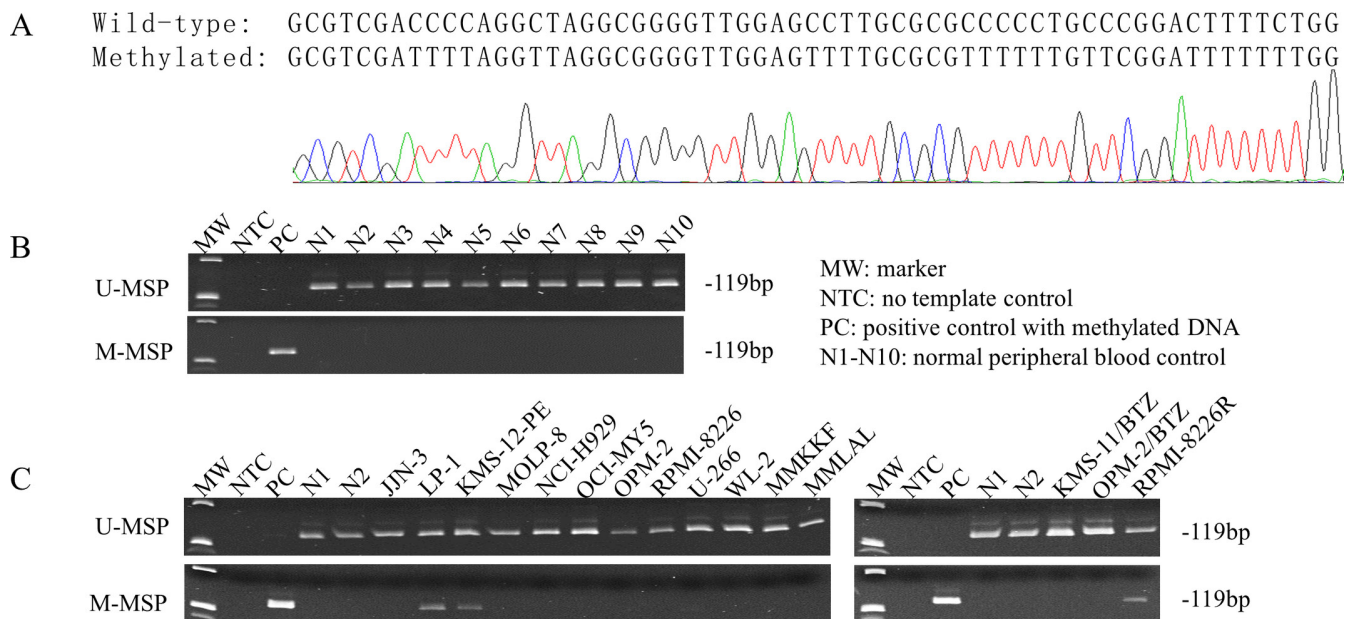 A
Wild-type: GCGTCGACCCCAGGCTAGGCGGGGTTGGAGCCTTGCGCGCCCCCTGCCCGGACTTTTCTGG
Methylated: GCGTCGATTTTAGGTTAGGCGGGGTTGGAGTTTTGCGCGTTTTTTGTTCGGATTTTTTTGG
B
MW NTC PC N1 N2 N3 N4 N5 N6 N7 N8 N9 N10
U-MSP -119bp
M-MSP -119bp
MW: marker
NTC: no template control
PC: positive control with methylated DNA
N1-N10: normal peripheral blood control
C
MW NTC PC N1 N2 JJN-3 LP-1 KMS-12-PE MOLP-8 NCI-H929 OCI-MY5 OPM-2 RPMI-8226 U-266 WL-2 MMKKF MMLAL
MW NTC PC N1 N2 KMS-11/BTZ OPM-2/BTZ RPMI-8226R
U-MSP -119bp
M-MSP -119bp